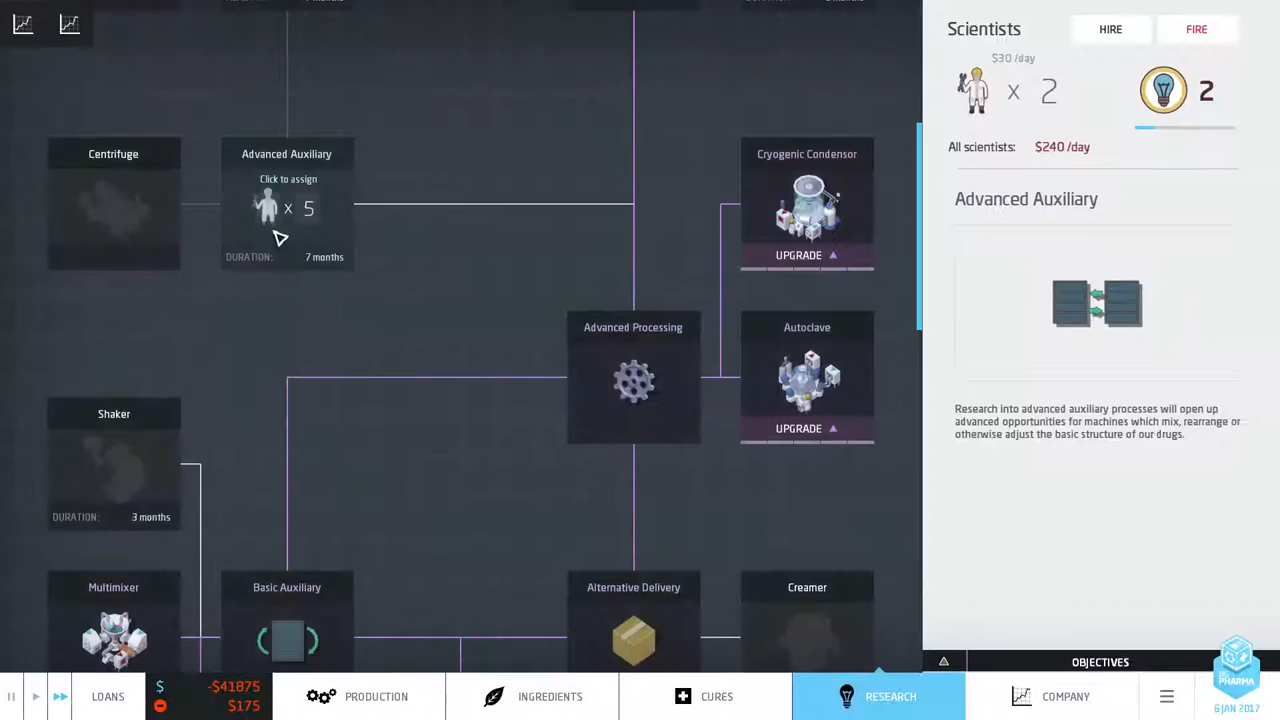 Scientists
HIRE
FIRE
$30 /day
x 2
2
All scientists: $240 /day
Centrifuge
Advanced Auxiliary
Click to assign
x 5
DURATION: 7 months
Cryogenic Condensor
UPGRADE
Advanced Auxiliary
Advanced Processing
Autoclave
UPGRADE
Research into advanced auxiliary processes will open up
advanced opportunities for machines which mix, rearrange or
otherwise adjust the basic structure of our drugs.
Shaker
DURATION: 3 months
Multimixer
Basic Auxiliary
Alternative Delivery
Creamer
OBJECTIVES
LOANS
$ -$41875
$175
PRODUCTION
INGREDIENTS
CURES
RESEARCH
COMPANY
PHARMA
6 JAN 2017